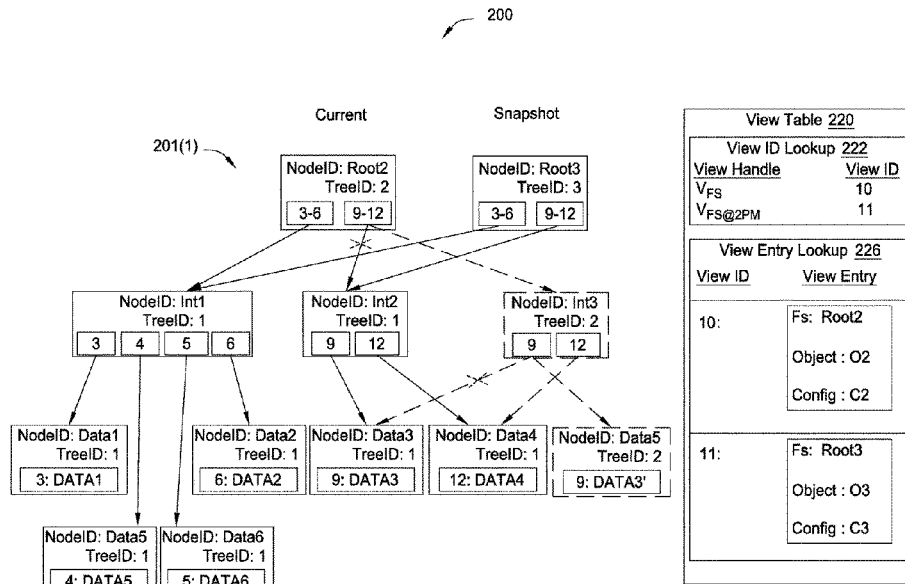 200
Current
Snapshot
201(1)
NodeID: Root2
TreeID: 2
3-6
9-12
NodeID: Root3
TreeID: 3
3-6
9-12
NodeID: Int1
TreeID: 1
3
4
5
6
NodeID: Int2
TreeID: 1
9
12
NodeID: Int3
TreeID: 2
9
12
NodeID: Data1
TreeID: 1
3: DATA1
NodeID: Data2
TreeID: 1
6: DATA2
NodeID: Data3
TreeID: 1
9: DATA3
NodeID: Data4
TreeID: 1
12: DATA4
NodeID: Data5
TreeID: 2
9: DATA3'
NodeID: Data5
TreeID: 1
4: DATA5
NodeID: Data6
TreeID: 1
5: DATA6
View Table 220
View ID Lookup 222
View Handle View ID
VFS 10
VFS@2PM 11
View Entry Lookup 226
View ID View Entry
10:
Fs: Root2
Object : O2
Config : C2
11:
Fs: Root3
Object : O3
Config : C3